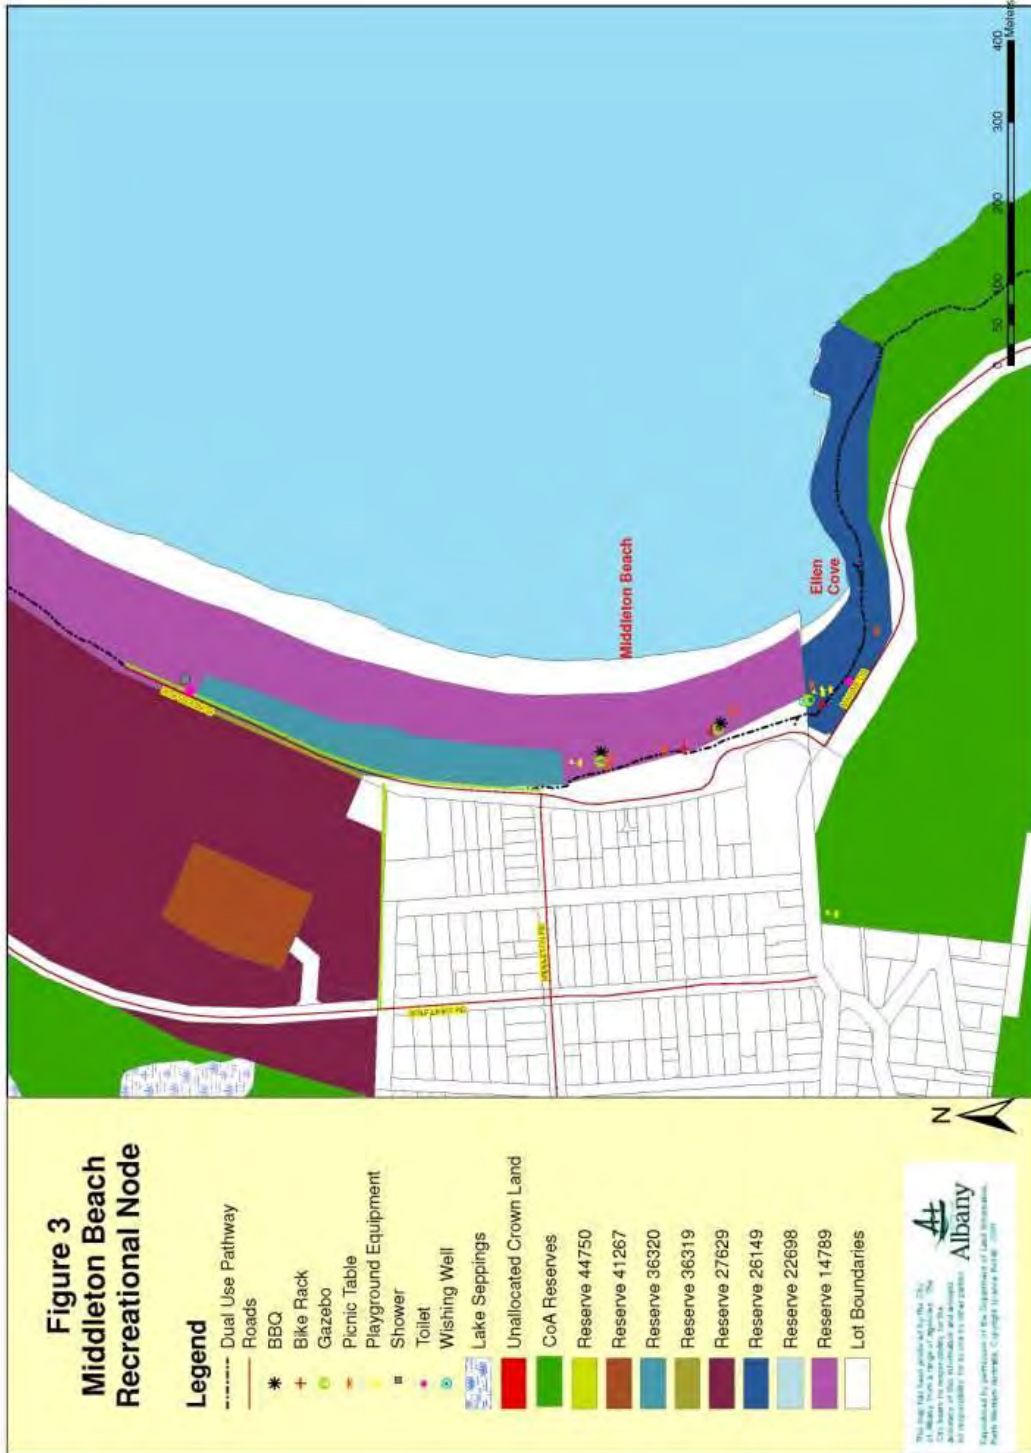 Figure 3
Middleton Beach
Recreational Node
Legend
Dual Use Pathway
Roads
BBQ
Bike Rack
Gazebo
Picnic Table
Playground Equipment
Shower
Toilet
Wishing Well
Lake Seppings
Unallocated Crown Land
CoA Reserves
Reserve 44750
Reserve 41267
Reserve 36320
Reserve 36319
Reserve 27629
Reserve 26149
Reserve 22698
Reserve 14789
Lot Boundaries
N
Albany
Middleton Beach
Ellen
Cove
0 50 100 200 300 400
Meters